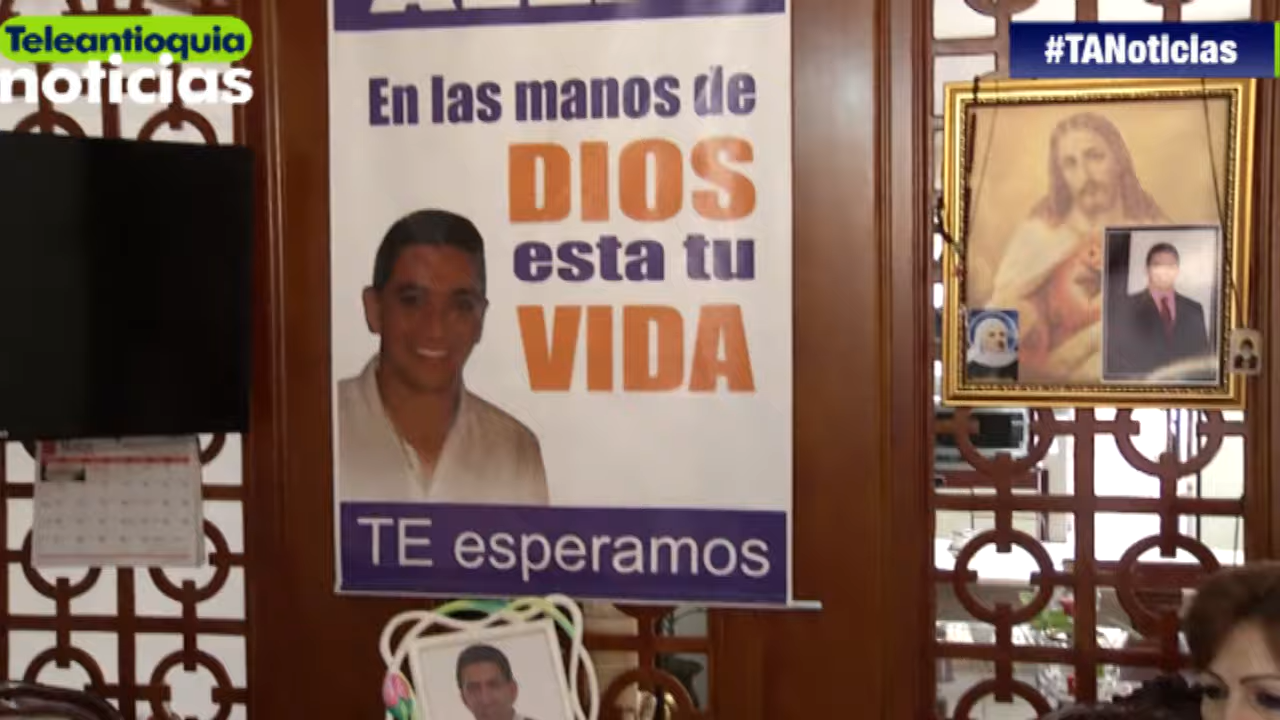 Teleantioquia
noticias
#TANoticias
En las manos de
DIOS
esta tu
VIDA
TE esperamos